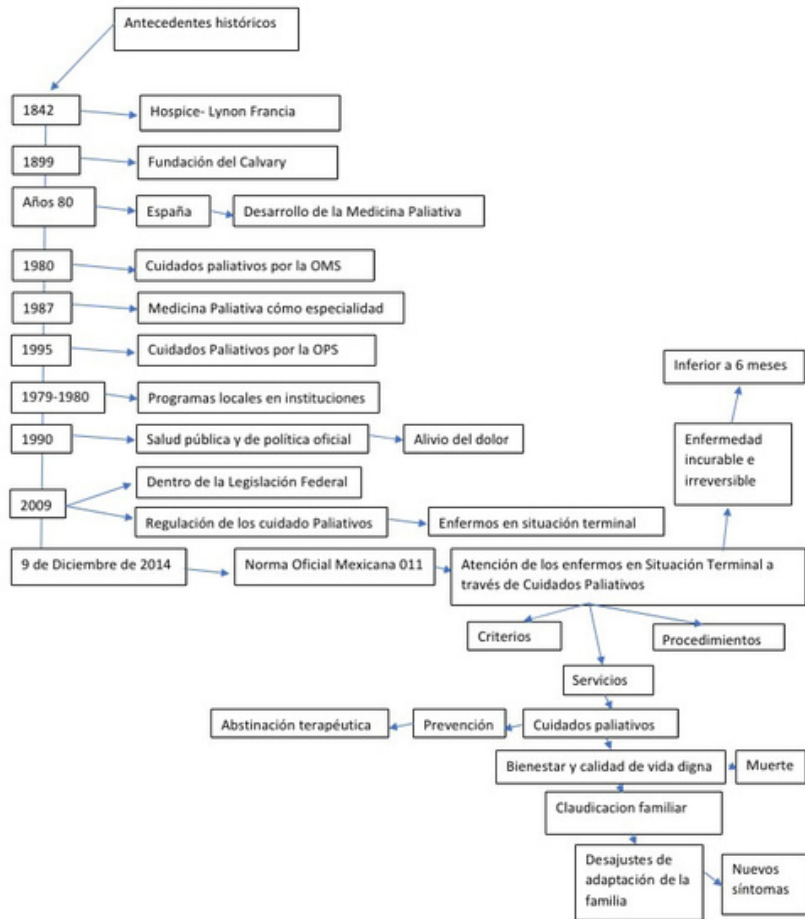 Antecedentes históricos
1842
Hospice- Lynon Francia
1899
Fundación del Calvary
Años 80
España
Desarrollo de la Medicina Paliativa
1980
Cuidados paliativos por la OMS
1987
Medicina Paliativa cómo especialidad
1995
Cuidados Paliativos por la OPS
Inferior a 6 meses
1979-1980
Programas locales en instituciones
1990
Salud pública y de política oficial
Alivio del dolor
Enfermedad
incurable e
irreversible
Dentro de la Legislación Federal
2009
Regulación de los cuidado Paliativos
Enfermos en situación terminal
9 de Diciembre de 2014
Norma Oficial Mexicana 011
Atención de los enfermos en Situación Terminal a
través de Cuidados Paliativos
Criterios
Procedimientos
Servicios
Abstinación terapéutica
Prevención
Cuidados paliativos
Bienestar y calidad de vida digna
Muerte
Claudicacion familiar
Desajustes de
adaptación de la
familia
Nuevos
síntomas